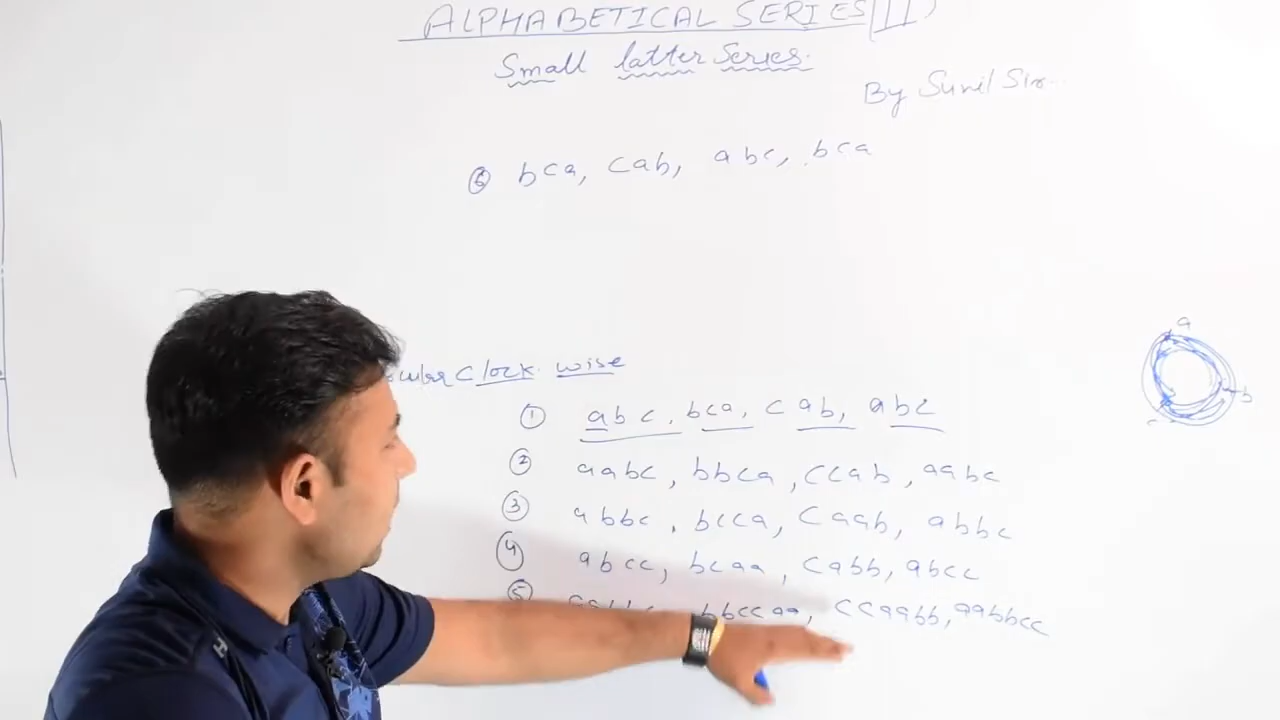 ALPHABETICAL SERIES (II)
Small latter Series.
By Sunil Sir...
⑥ bca, cab, abc, bca
Clock wise
① abc, bca, cab, abc
② aabc, bbca, ccab, aabc
③ abbc, bcca, caab, abbc
④ abcc, bcaa, cabb, abcc
⑤ bbccaa, ccaabb, aabbcc
a
b
c
H